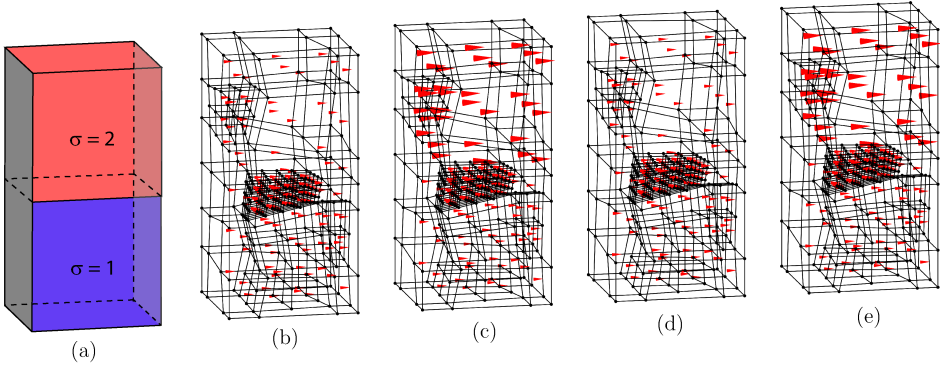 σ = 2
σ = 1
(a)
(b)
(c)
(d)
(e)